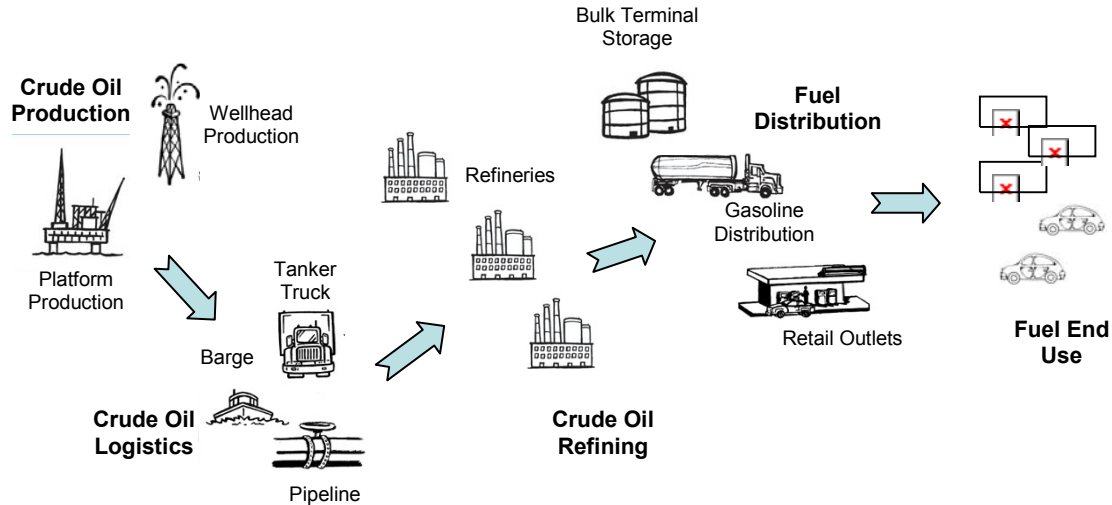 Crude Oil
Production
Wellhead
Production
Platform
Production
Barge
Tanker
Truck
Crude Oil
Logistics
Pipeline
Refineries
Crude Oil
Refining
Bulk Terminal
Storage
Fuel
Distribution
Gasoline
Distribution
Retail Outlets
Fuel End
Use